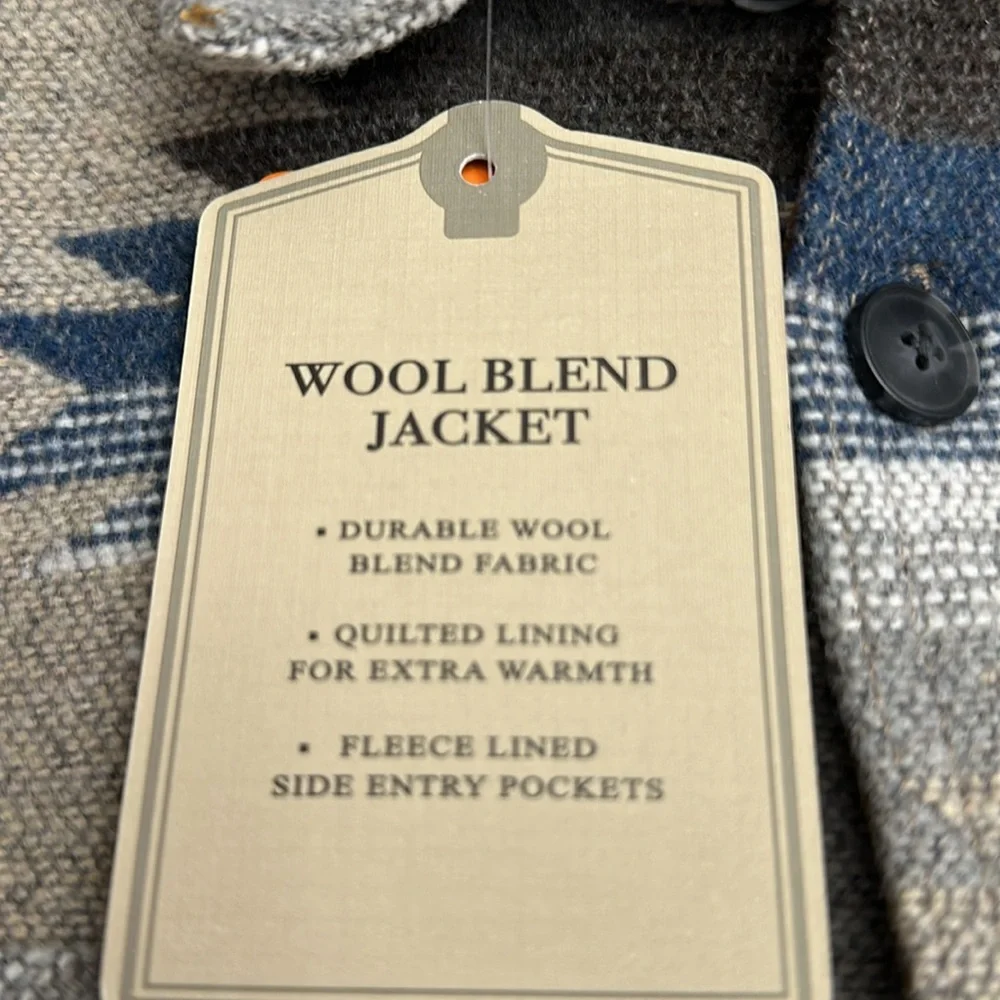 WOOL BLEND
JACKET
▪ DURABLE WOOL
BLEND FABRIC
▪ QUILTED LINING
FOR EXTRA WARMTH
▪ FLEECE LINED
SIDE ENTRY POCKETS